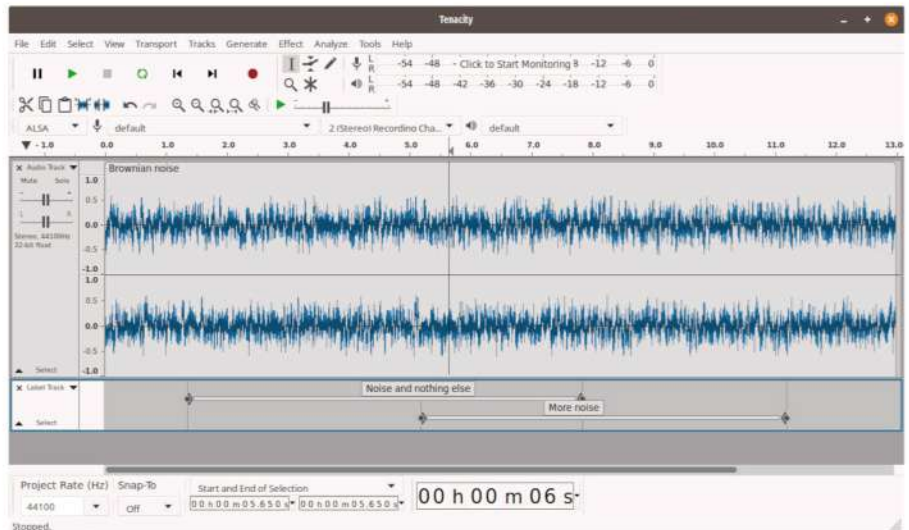 Tenacity
File Edit Select View Transport Tracks Generate Effect Analyze Tools Help
L
R
-54 -48 - Click to Start Monitoring 8 -12 -6 0
L
R
-54 -48 -42 -36 -30 -24 -18 -12 -6 0
ALSA default 2 (Stereo) Recording Cha... default
-1.0 0.0 1.0 2.0 3.0 4.0 5.0 6.0 7.0 8.0 9.0 10.0 11.0 12.0 13.0
Audio Track Brownian noise
Mute Solo
1.0
0.5
0.0
-0.5
-1.0
- +
L R
Stereo, 44100Hz
32-bit float
1.0
0.5
0.0
-0.5
-1.0
Select
Label Track
Noise and nothing else
More noise
Select
Project Rate (Hz) Snap-To Start and End of Selection
44100 Off 00 h 00 m 05.650 s 00 h 00 m 05.650 s 00 h 00 m 06 s
Stopped.